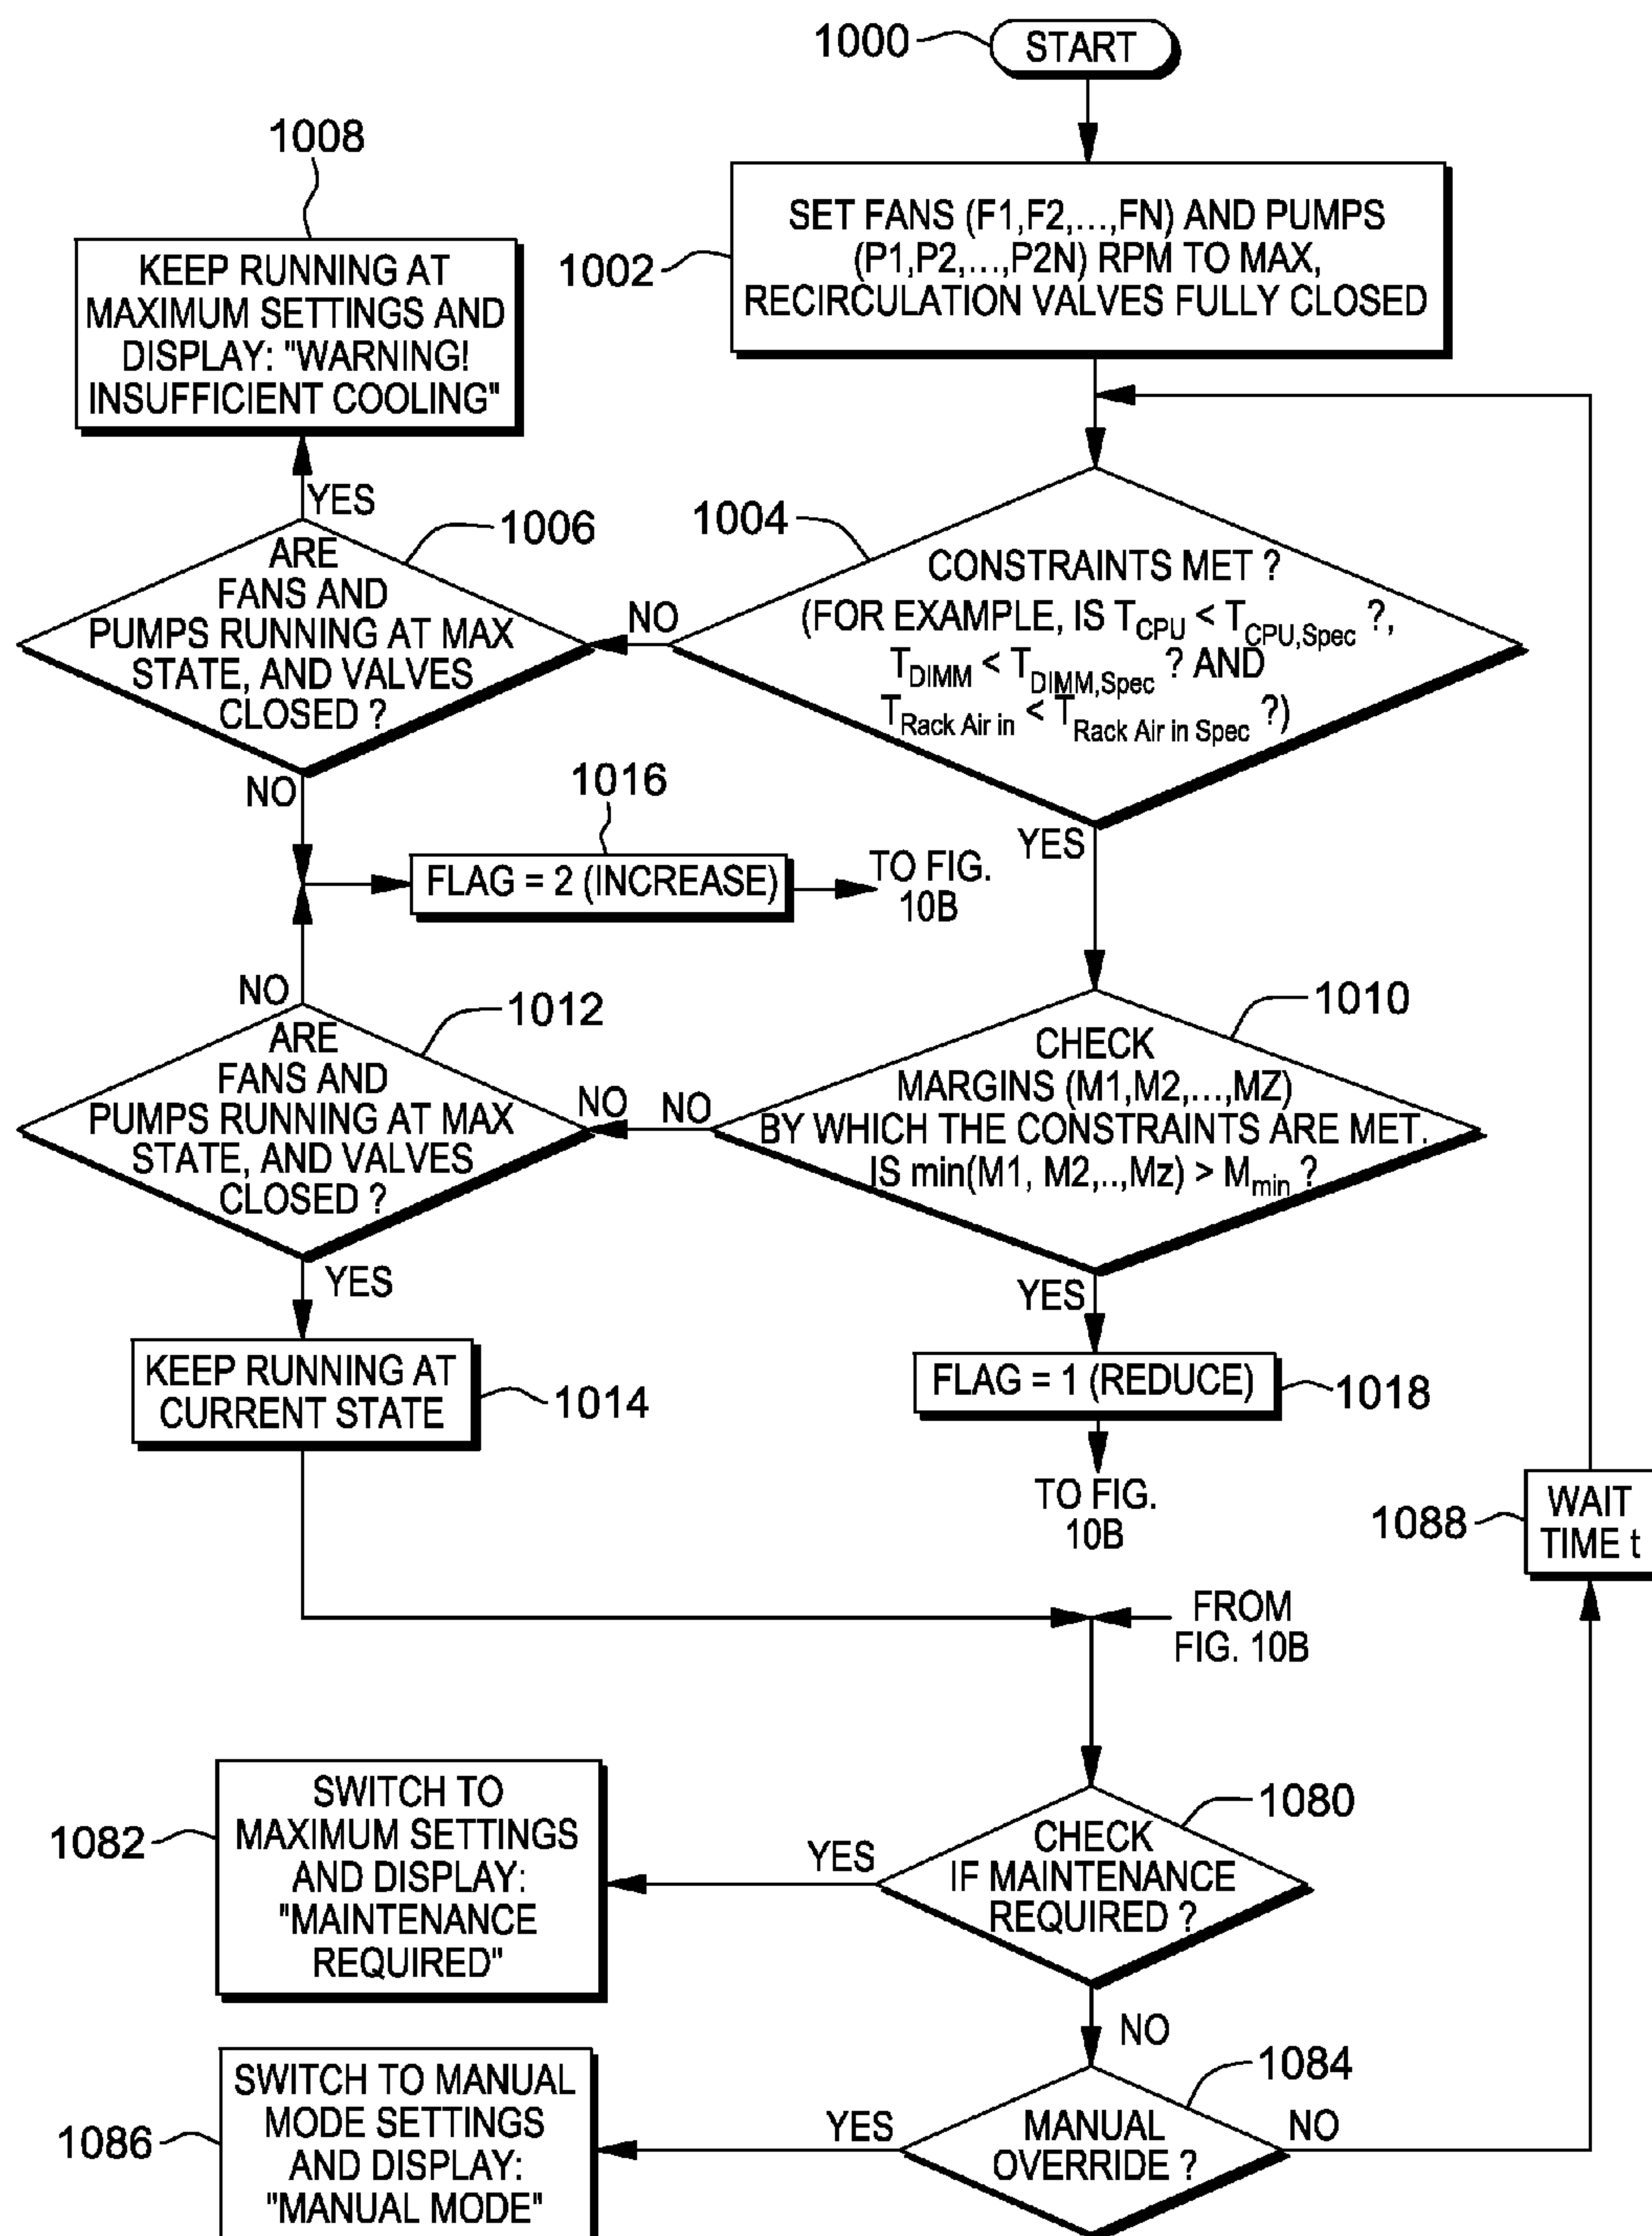 1000
START
1008
SET FANS (F1,F2,...,FN) AND PUMPS
(P1,P2,...,P2N) RPM TO MAX,
RECIRCULATION VALVES FULLY CLOSED
1002
KEEP RUNNING AT
MAXIMUM SETTINGS AND
DISPLAY: "WARNING!
INSUFFICIENT COOLING"
YES
1006
ARE
FANS AND
PUMPS RUNNING AT MAX
STATE, AND VALVES
CLOSED ?
NO
1004
CONSTRAINTS MET ?
(FOR EXAMPLE, IS T_CPU < T_CPU,Spec ?,
T_DIMM < T_DIMM,Spec ? AND
T_Rack Air in < T_Rack Air in Spec ?)
NO
YES
1016
FLAG = 2 (INCREASE)
TO FIG.
10B
NO
1012
ARE
FANS AND
PUMPS RUNNING AT MAX
STATE, AND VALVES
CLOSED ?
NO
NO
1010
CHECK
MARGINS (M1,M2,...,MZ)
BY WHICH THE CONSTRAINTS ARE MET.
IS min(M1, M2,..,Mz) > M_min ?
YES
YES
KEEP RUNNING AT
CURRENT STATE
1014
FLAG = 1 (REDUCE)
1018
TO FIG.
10B
1088
WAIT
TIME t
FROM
FIG. 10B
1082
SWITCH TO
MAXIMUM SETTINGS
AND DISPLAY:
"MAINTENANCE
REQUIRED"
YES
1080
CHECK
IF MAINTENANCE
REQUIRED ?
NO
1086
SWITCH TO MANUAL
MODE SETTINGS
AND DISPLAY:
"MANUAL MODE"
YES
1084
MANUAL
OVERRIDE ?
NO